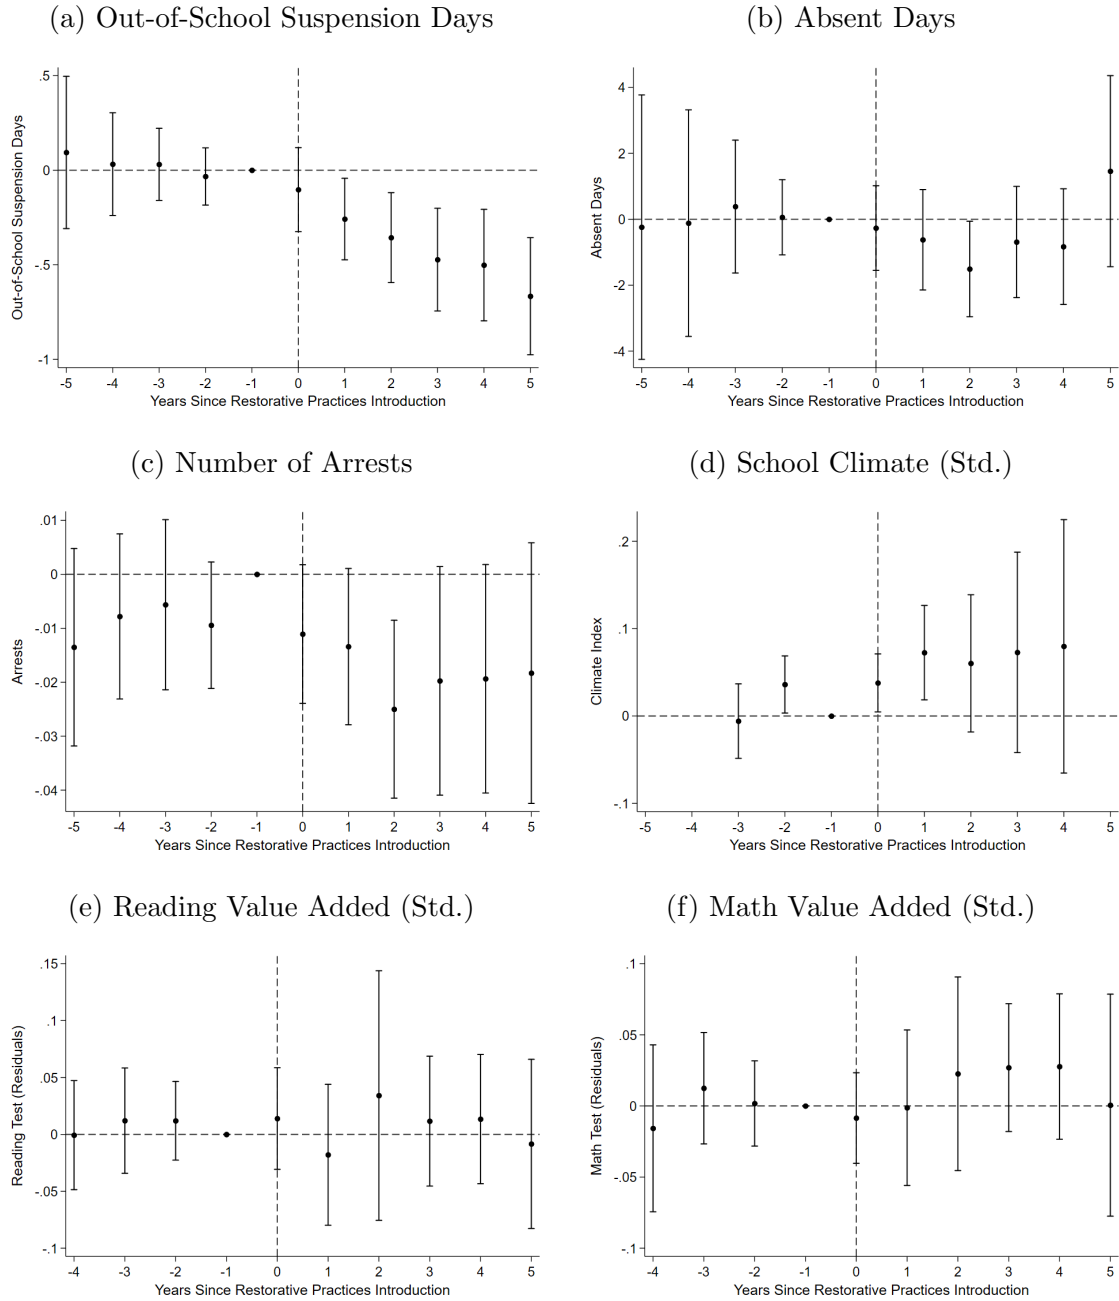 (a) Out-of-School Suspension Days
(b) Absent Days
Out-of-School Suspension Days
.5
0
-.5
-1
-5 -4 -3 -2 -1 0 1 2 3 4 5
Years Since Restorative Practices Introduction
Absent Days
4
2
0
-2
-4
-5 -4 -3 -2 -1 0 1 2 3 4 5
Years Since Restorative Practices Introduction
(c) Number of Arrests
(d) School Climate (Std.)
Arrests
.01
0
-.01
-.02
-.03
-.04
-5 -4 -3 -2 -1 0 1 2 3 4 5
Years Since Restorative Practices Introduction
Climate Index
.2
.1
0
-.1
-5 -4 -3 -2 -1 0 1 2 3 4 5
Years Since Restorative Practices Introduction
(e) Reading Value Added (Std.)
(f) Math Value Added (Std.)
Reading Test (Residuals)
.15
.1
.05
0
-.05
-.1
-4 -3 -2 -1 0 1 2 3 4 5
Years Since Restorative Practices Introduction
Math Test (Residuals)
.1
.05
0
-.05
-.1
-4 -3 -2 -1 0 1 2 3 4 5
Years Since Restorative Practices Introduction